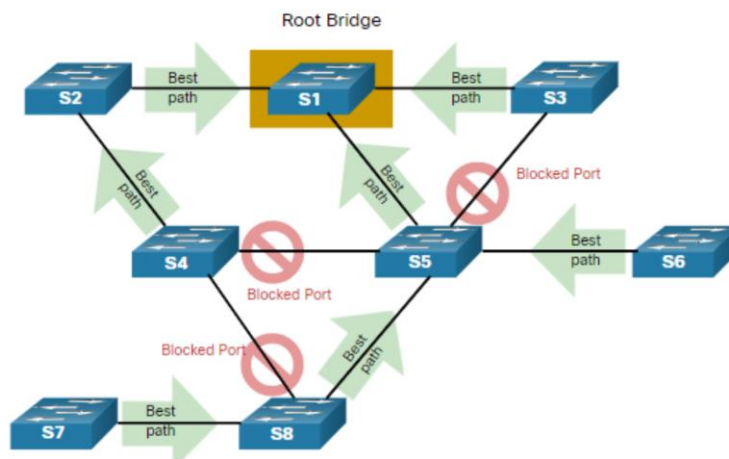 Root Bridge
Best
path
Best
path
S2
S1
S3
Best
path
Best
path
Blocked Port
S4
S5
Best
path
S6
Blocked Port
Blocked Port
Best
path
Best
path
S7
S8